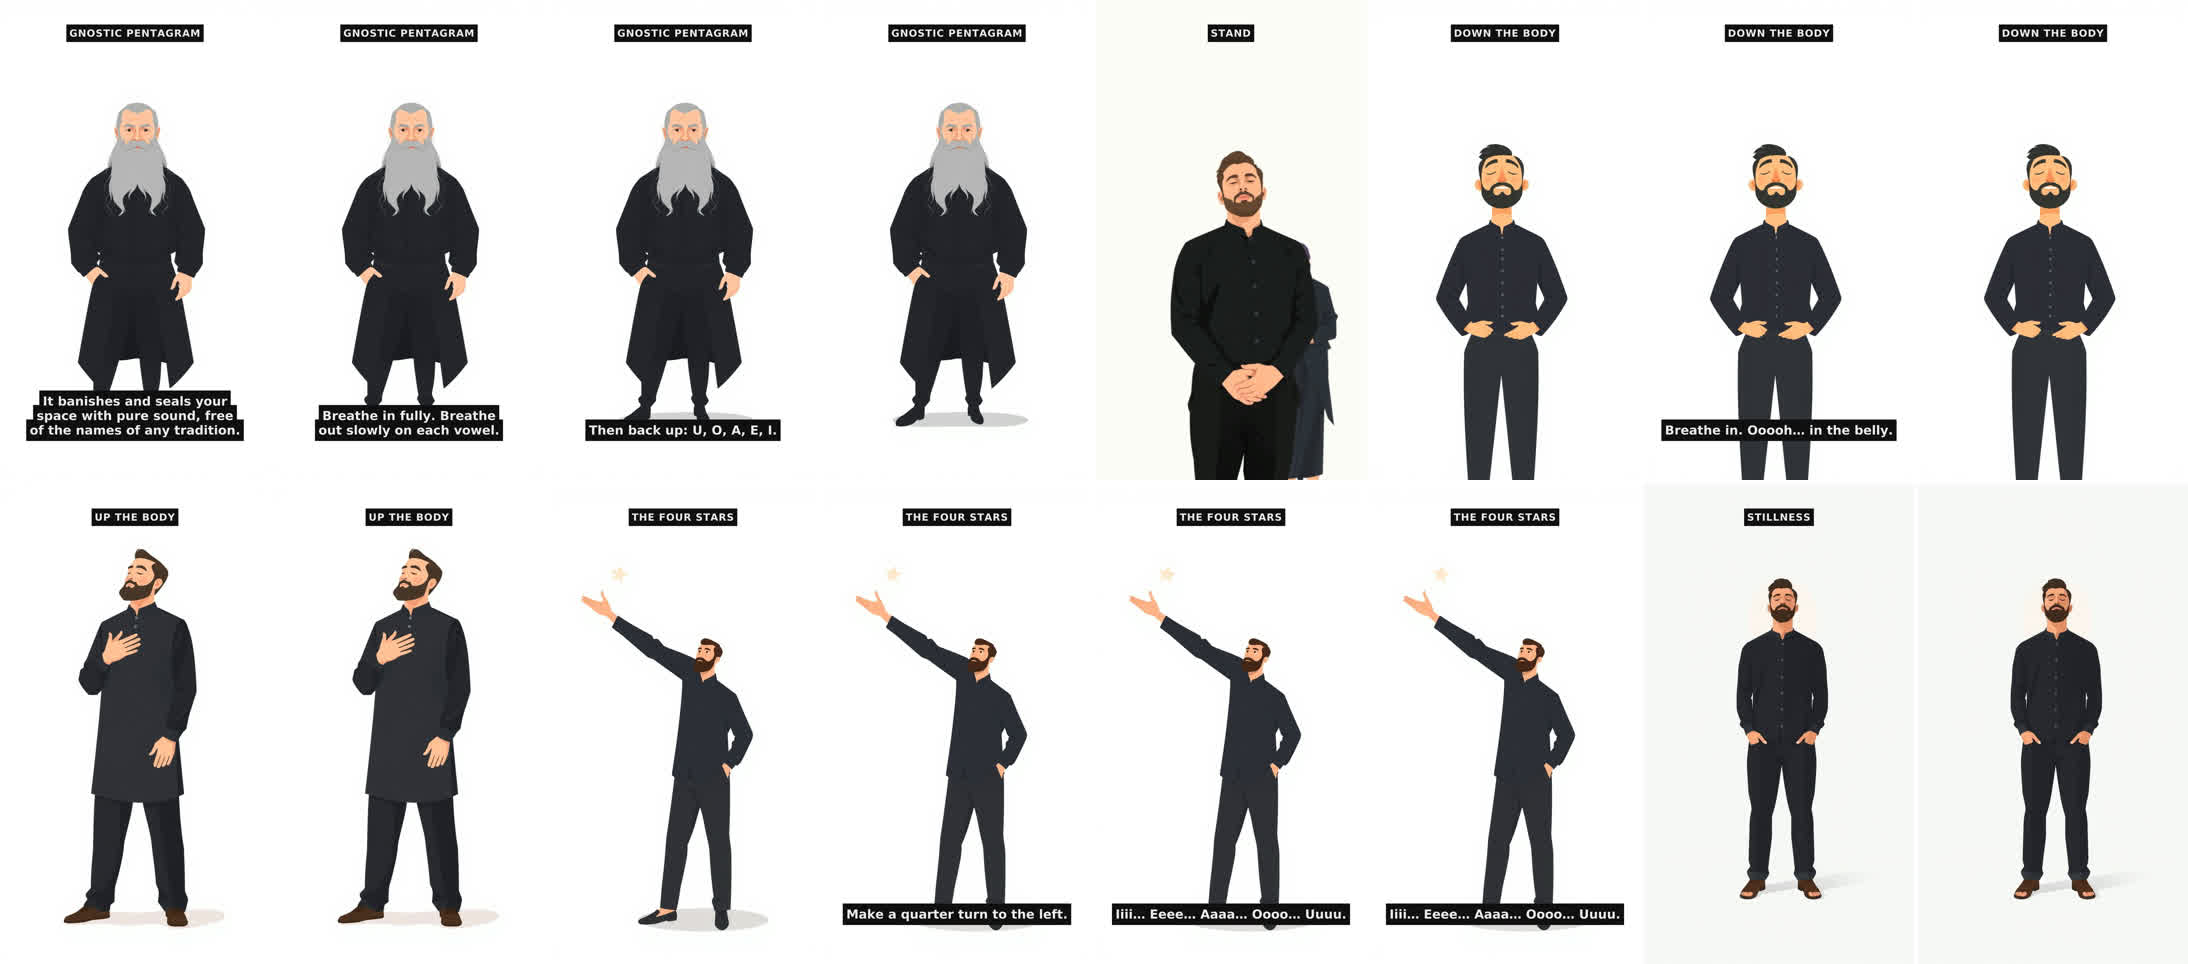 GNOSTIC PENTAGRAM
It banishes and seals your
space with pure sound, free
of the names of any tradition.
GNOSTIC PENTAGRAM
Breathe in fully. Breathe
out slowly on each vowel.
GNOSTIC PENTAGRAM
Then back up: U, O, A, E, I.
GNOSTIC PENTAGRAM
STAND
DOWN THE BODY
DOWN THE BODY
Breathe in. Ooooh... in the belly.
DOWN THE BODY
UP THE BODY
UP THE BODY
THE FOUR STARS
THE FOUR STARS
Make a quarter turn to the left.
THE FOUR STARS
Iiii... Eeee... Aaaa... Oooo... Uuuu.
THE FOUR STARS
Iiii... Eeee... Aaaa... Oooo... Uuuu.
STILLNESS